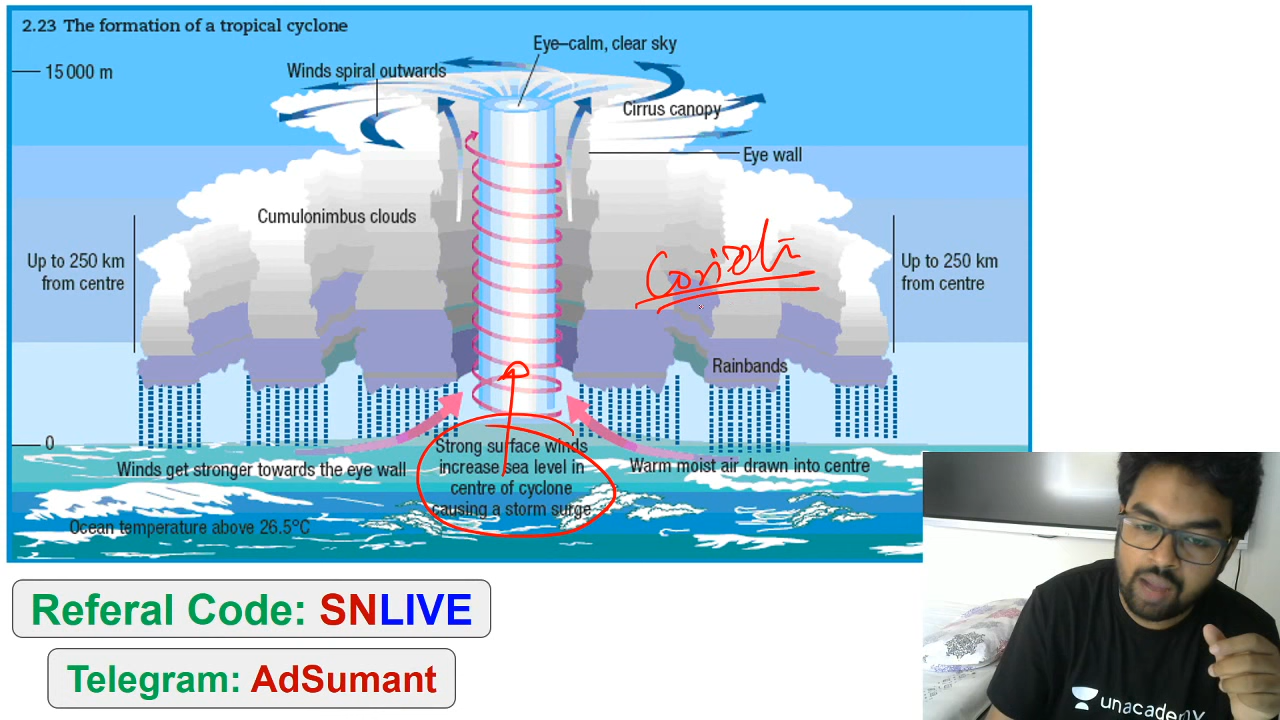 2.23 The formation of a tropical cyclone
Eye–calm, clear sky
15 000 m
Winds spiral outwards
Cirrus canopy
Eye wall
Cumulonimbus clouds
Up to 250 km
from centre
Up to 250 km
from centre
Rainbands
0
Strong surface winds
increase sea level in
centre of cyclone
causing a storm surge
Winds get stronger towards the eye wall
Warm moist air drawn into centre
Ocean temperature above 26.5°C
Referal Code: SNLIVE
Telegram: AdSumant
unacademy